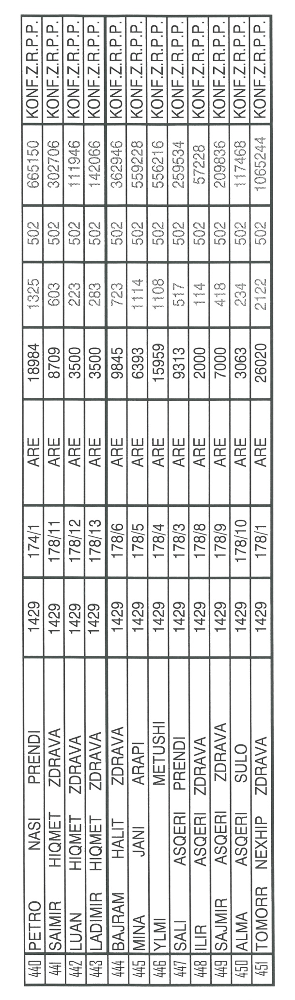 440 PETRO NASI PRENDI 1429 174/1 ARE 18984 1325 502 665150 KONF.Z.R.P.P.
441 SAIMIR HIQMET ZDRAVA 1429 178/11 ARE 8709 603 502 302706 KONF.Z.R.P.P.
442 LUAN HIQMET ZDRAVA 1429 178/12 ARE 3500 223 502 111946 KONF.Z.R.P.P.
443 LADIMIR HIQMET ZDRAVA 1429 178/13 ARE 3500 283 502 142066 KONF.Z.R.P.P.
444 BAJRAM HALIT ZDRAVA 1429 178/6 ARE 9845 723 502 362946 KONF.Z.R.P.P.
445 MINA JANI ARAPI 1429 178/5 ARE 6393 1114 502 559228 KONF.Z.R.P.P.
446 YLMI METUSHI 1429 178/4 ARE 15959 1108 502 556216 KONF.Z.R.P.P.
447 SALI ASQERI PRENDI 1429 178/3 ARE 9313 517 502 259534 KONF.Z.R.P.P.
448 ILIR ASQERI ZDRAVA 1429 178/8 ARE 2000 114 502 57228 KONF.Z.R.P.P.
449 SAJMIR ASQERI ZDRAVA 1429 178/9 ARE 7000 418 502 209836 KONF.Z.R.P.P.
450 ALMA ASQERI SULO 1429 178/10 ARE 3063 234 502 117468 KONF.Z.R.P.P.
451 TOMORR NEXHIP ZDRAVA 1429 178/1 ARE 26020 2122 502 1065244 KONF.Z.R.P.P.